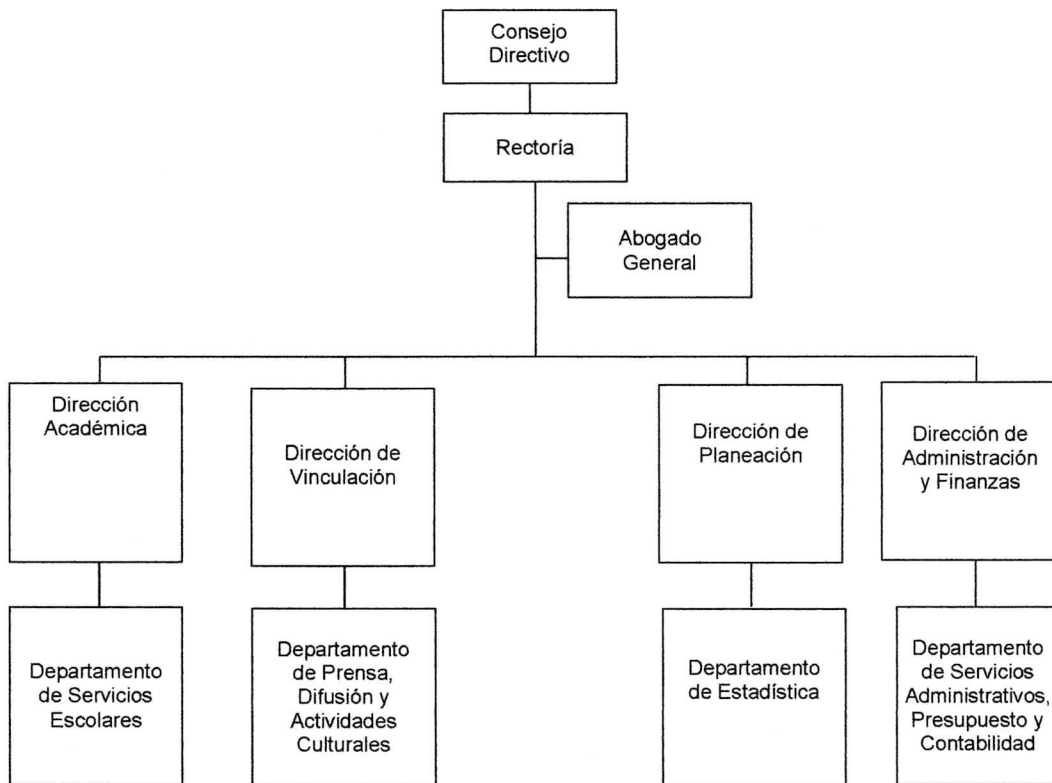 Consejo
Directivo
Rectoría
Abogado
General
Dirección
Académica
Dirección de
Vinculación
Dirección de
Planeación
Dirección de
Administración
y Finanzas
Departamento
de Servicios
Escolares
Departamento
de Prensa,
Difusión y
Actividades
Culturales
Departamento
de Estadística
Departamento
de Servicios
Administrativos,
Presupuesto y
Contabilidad